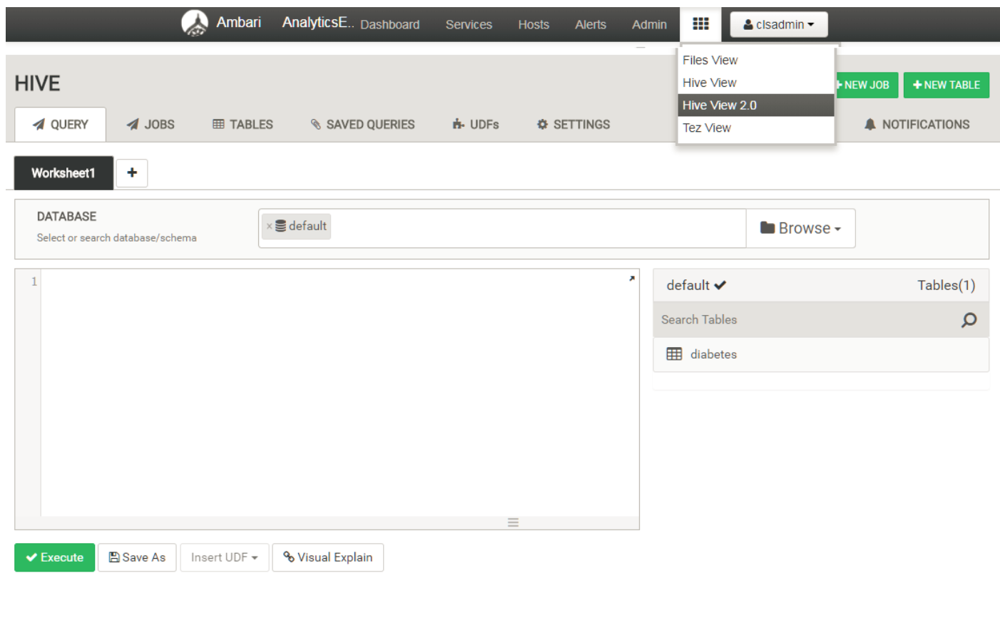 Ambari AnalyticsE.. Dashboard Services Hosts Alerts Admin clsadmin
Files View
Hive View
Hive View 2.0
Tez View
HIVE
NEW JOB
+ NEW TABLE
QUERY JOBS TABLES SAVED QUERIES UDFs SETTINGS NOTIFICATIONS
Worksheet1 +
DATABASE
Select or search database/schema
× default
Browse
1
default Tables(1)
Search Tables
diabetes
Execute Save As Insert UDF Visual Explain